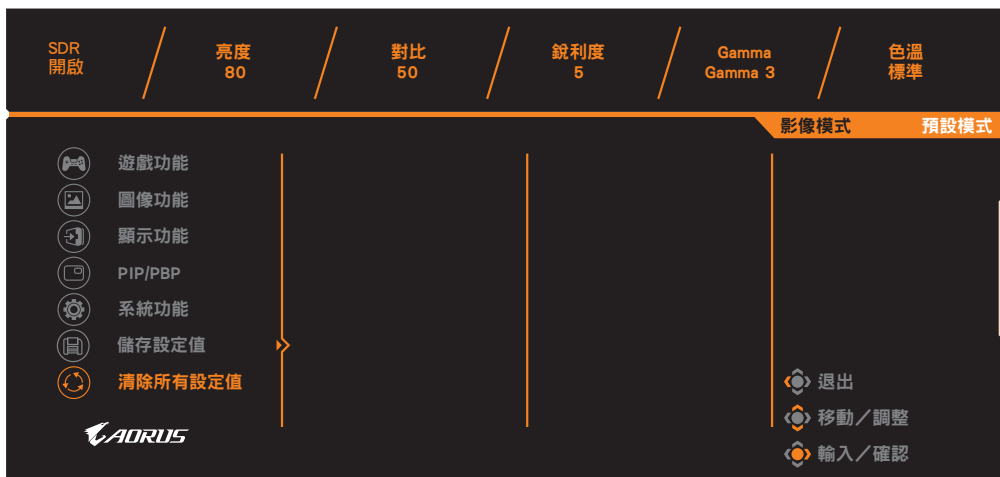 SDR
開啟
亮度
80
對比
50
銳利度
5
Gamma
Gamma 3
色溫
標準
影像模式 預設模式
遊戲功能
圖像功能
顯示功能
PIP/PBP
系統功能
儲存設定值
清除所有設定值
AORUS
退出
移動／調整
輸入／確認